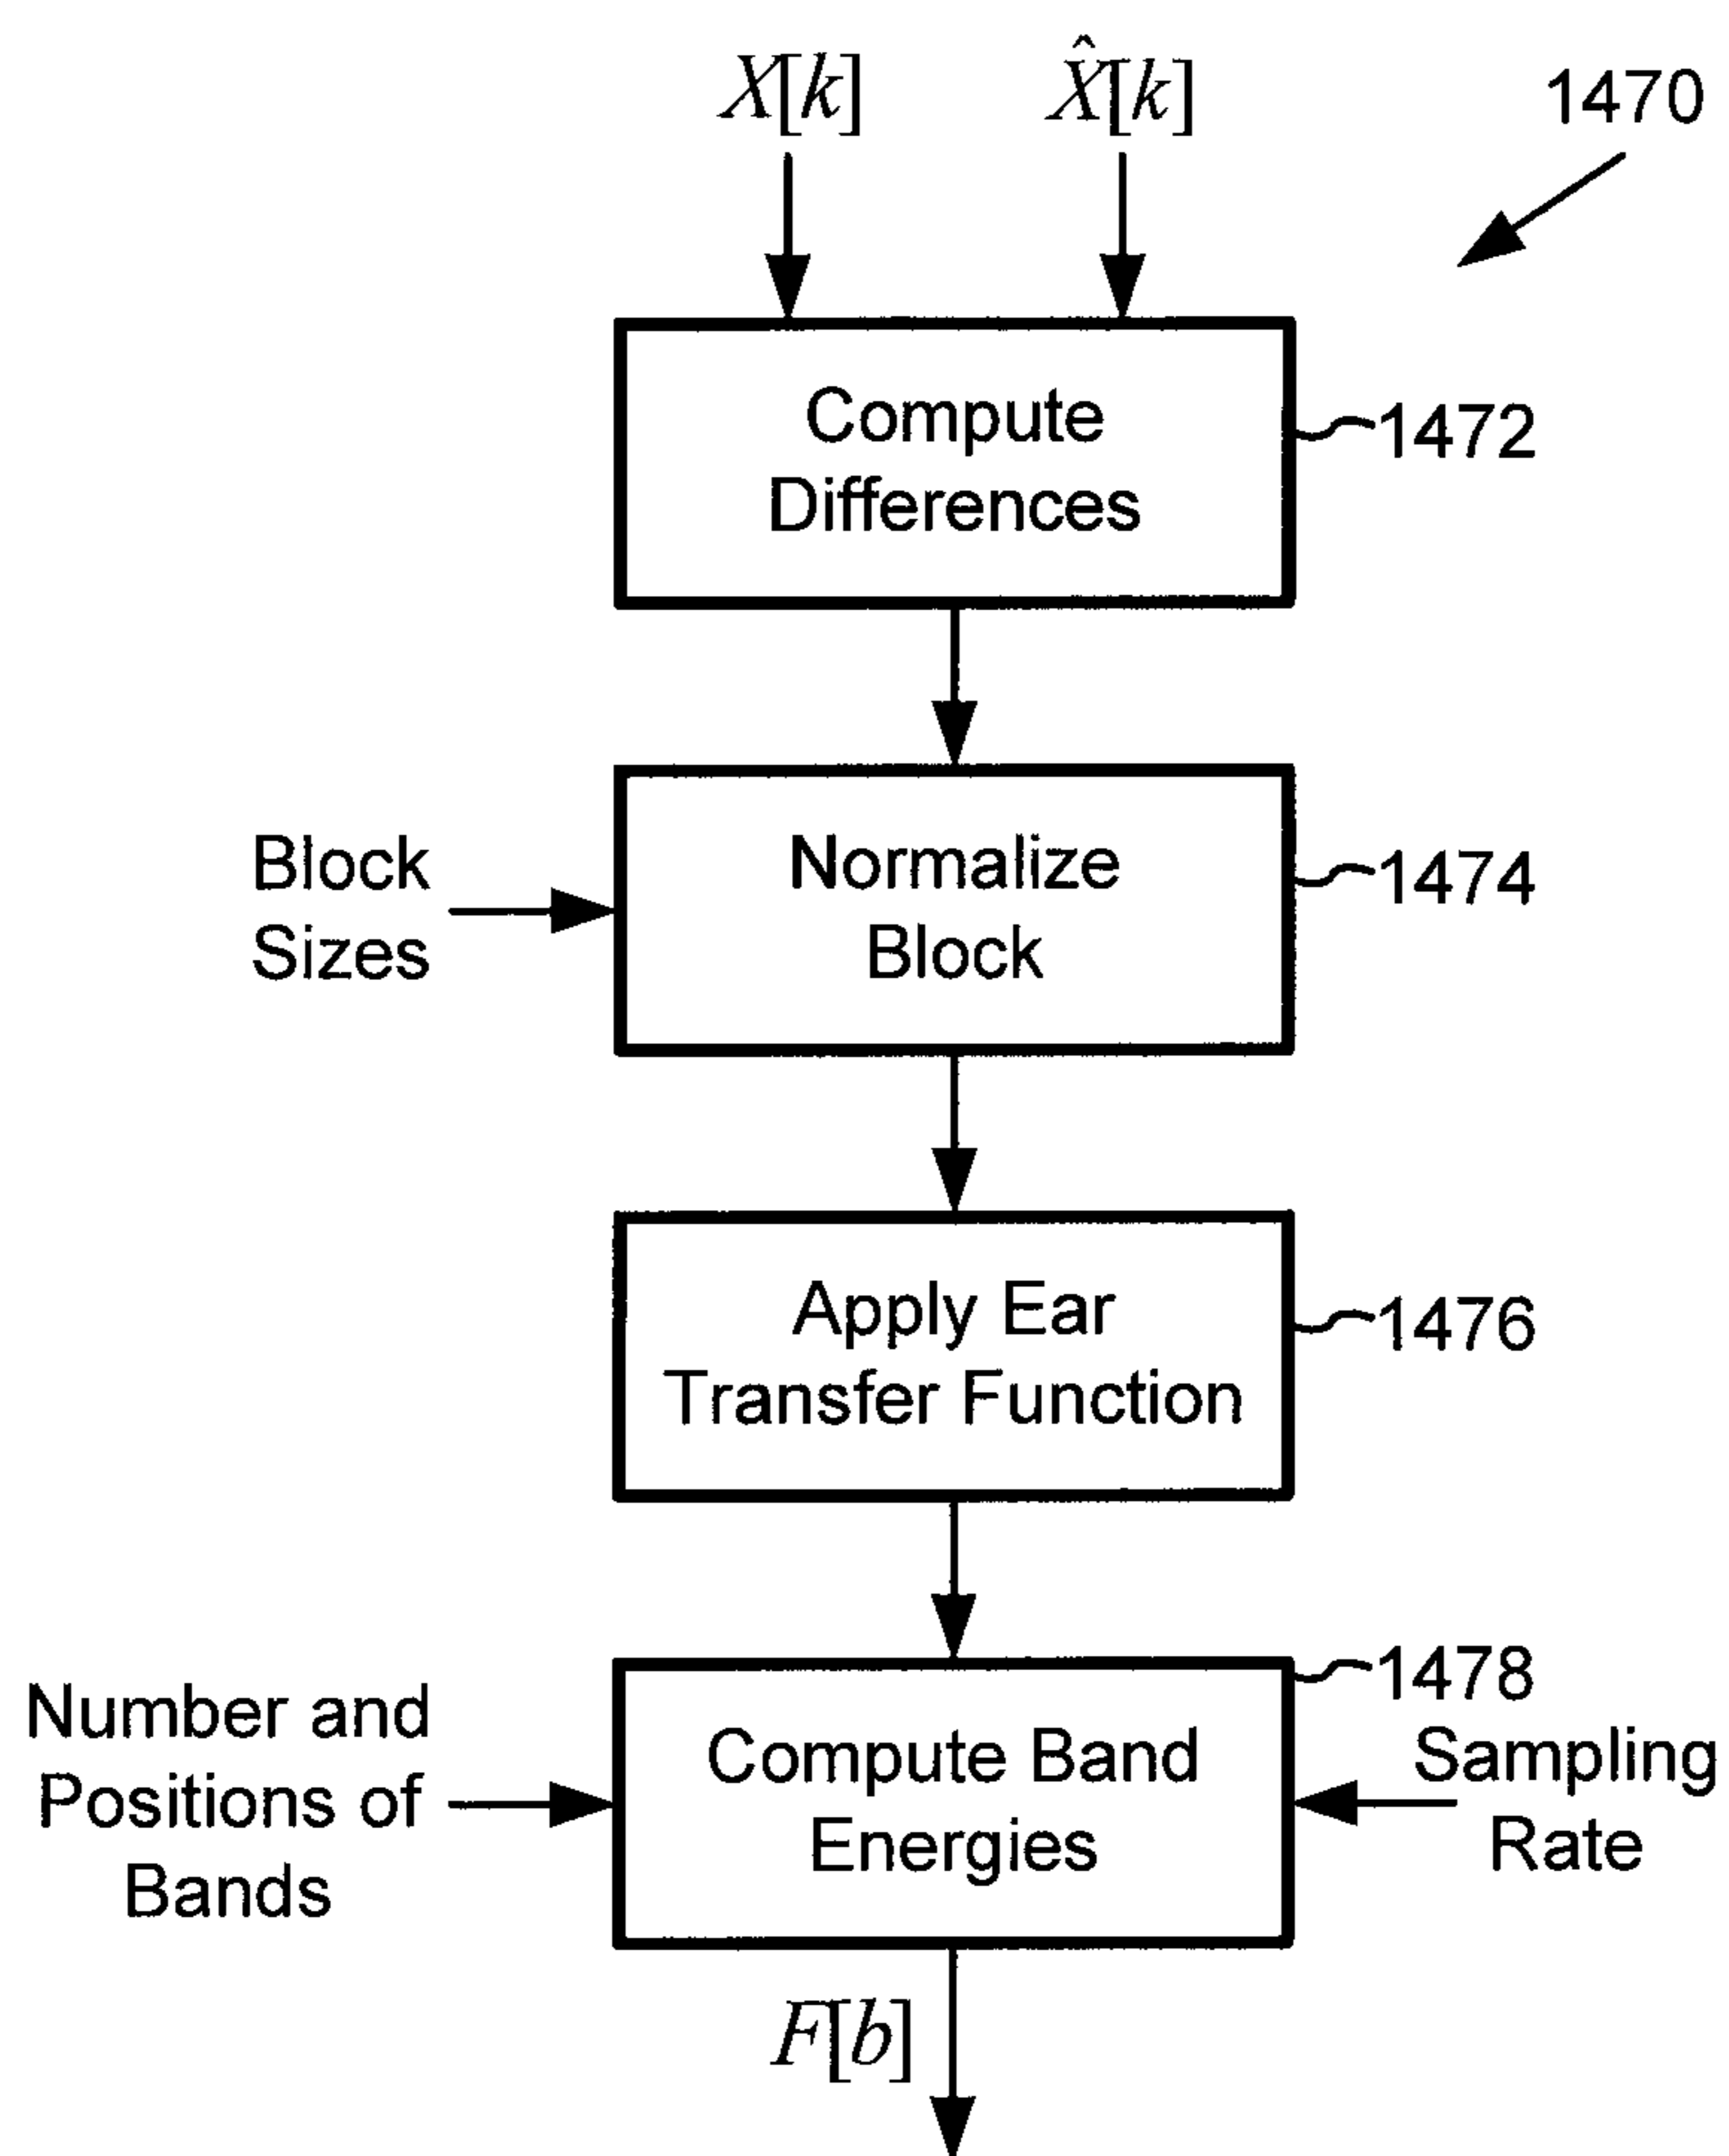 X[k]
X̂[k]
1470
Compute
Differences
1472
Block
Sizes
Normalize
Block
1474
Apply Ear
Transfer Function
1476
Number and
Positions of
Bands
Compute Band
Energies
1478
Sampling
Rate
F[b]